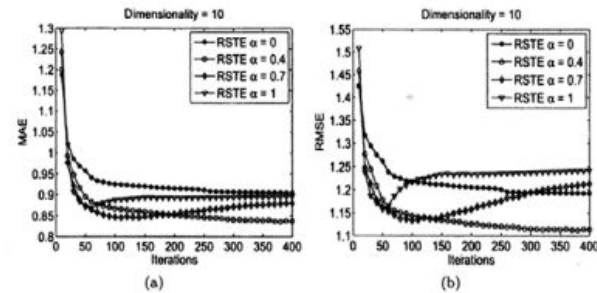 Dimensionality = 10
1.3
1.25
1.2
1.15
1.1
1.05
1
0.95
0.9
0.85
0.8
MAE
RSTE α = 0
RSTE α = 0.4
RSTE α = 0.7
RSTE α = 1
0 50 100 150 200 250 300 350 400
Iterations
(a)
Dimensionality = 10
1.55
1.5
1.45
1.4
1.35
1.3
1.25
1.2
1.15
1.1
RMSE
RSTE α = 0
RSTE α = 0.4
RSTE α = 0.7
RSTE α = 1
0 50 100 150 200 250 300 350 400
Iterations
(b)